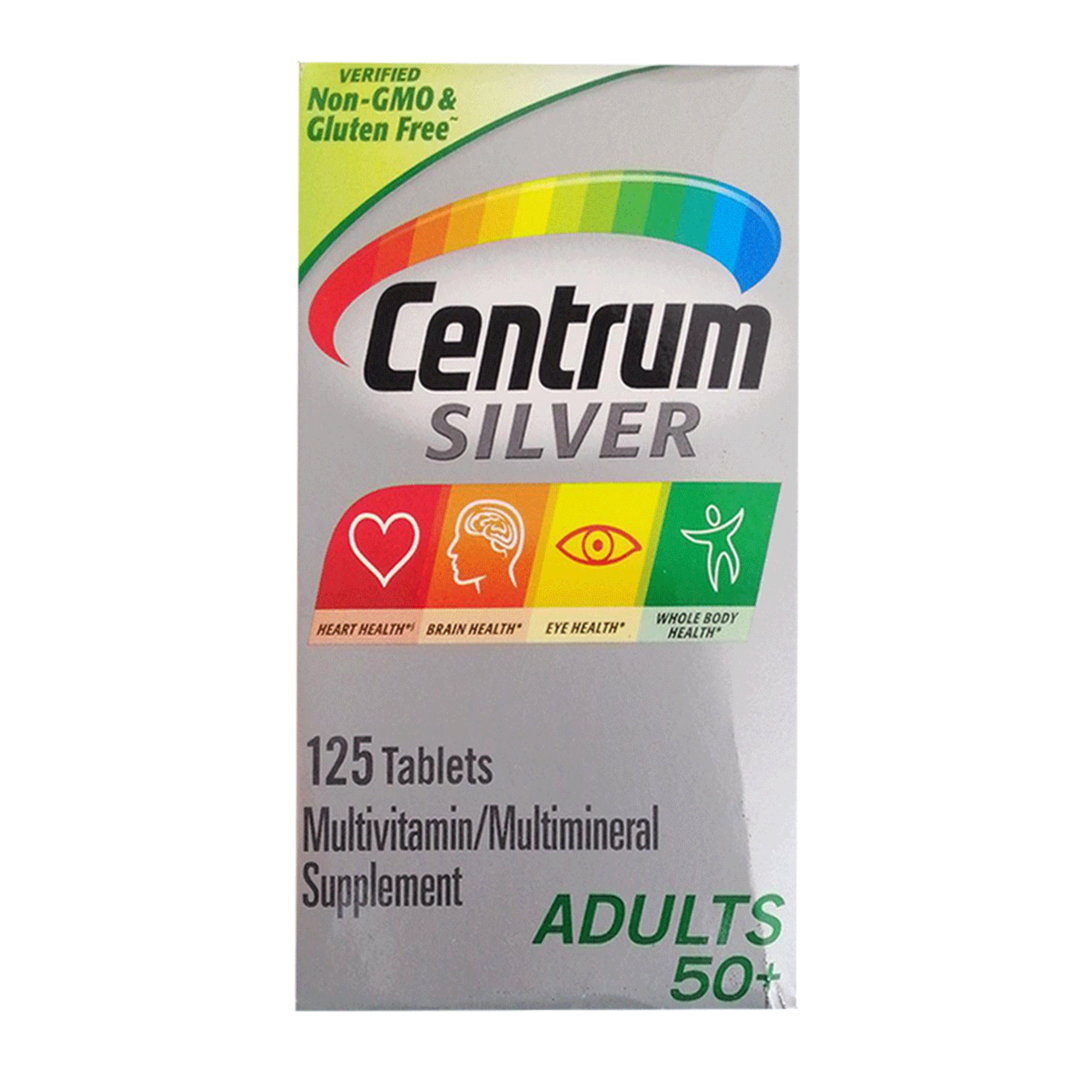 VERIFIED
Non-GMO &
Gluten Free~
Centrum
SILVER
HEART HEALTH*§ BRAIN HEALTH* EYE HEALTH* WHOLE BODY
HEALTH*
125 Tablets
Multivitamin/Multimineral
Supplement
ADULTS
50+